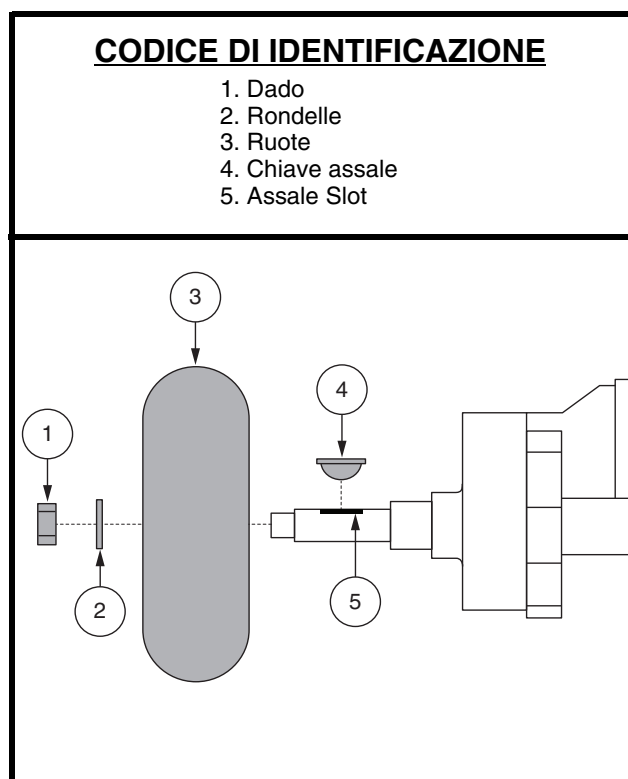 CODICE DI IDENTIFICAZIONE
1. Dado
2. Rondelle
3. Ruote
4. Chiave assale
5. Assale Slot
3
4
1
2
5